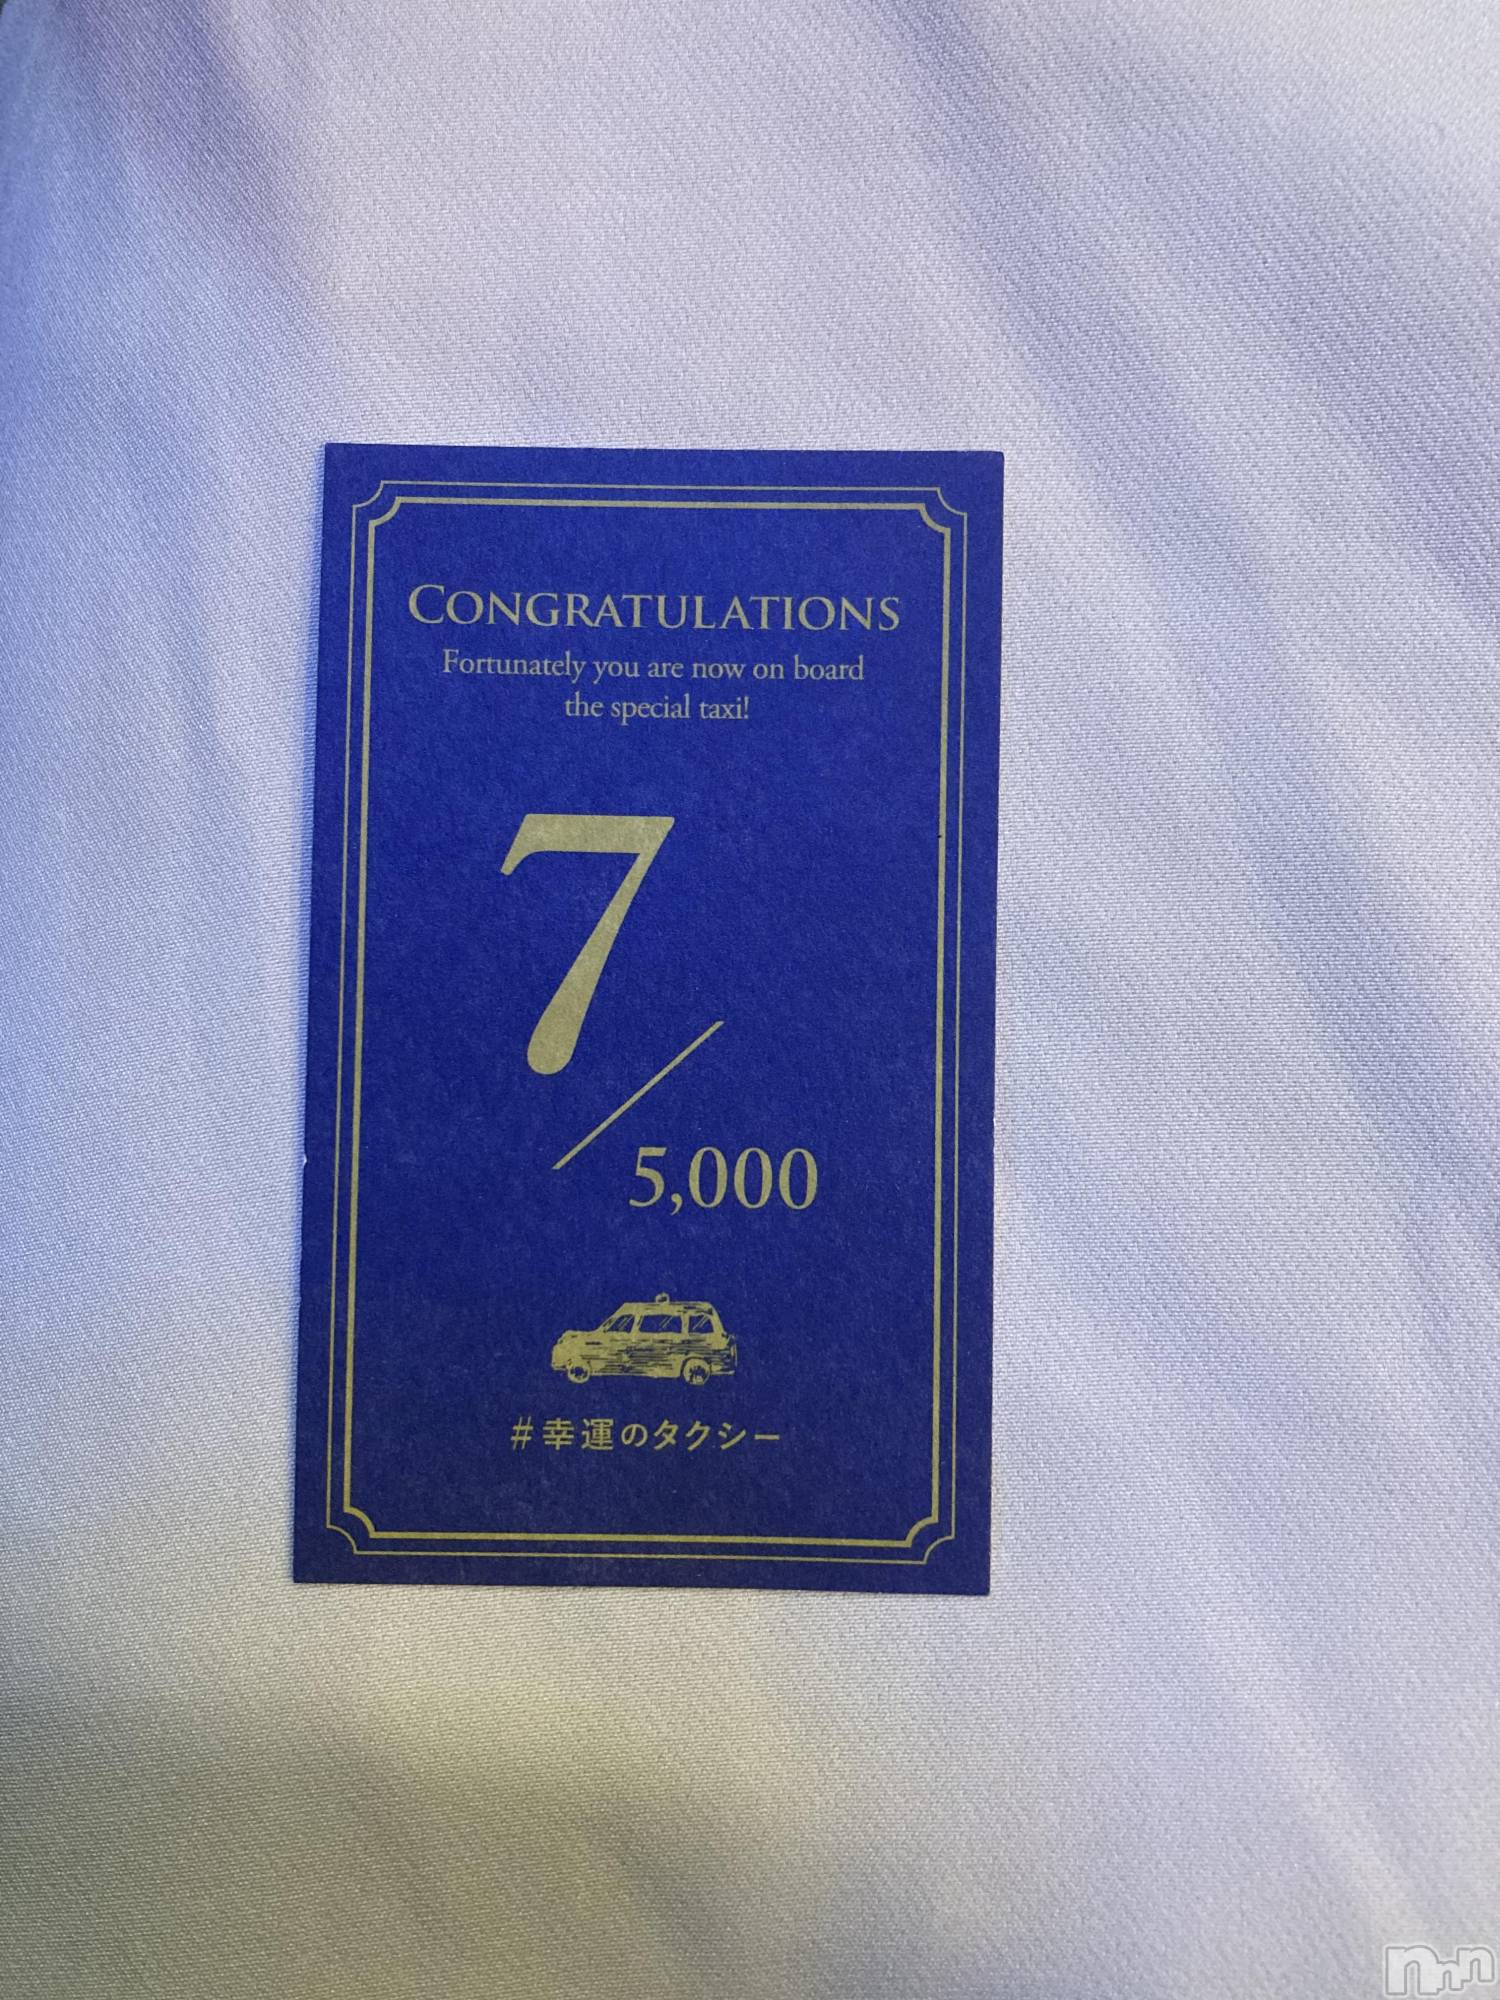 CONGRATULATIONS
Fortunately you are now on board
the special taxi!
7/
5,000
#幸運のタクシー
nnn